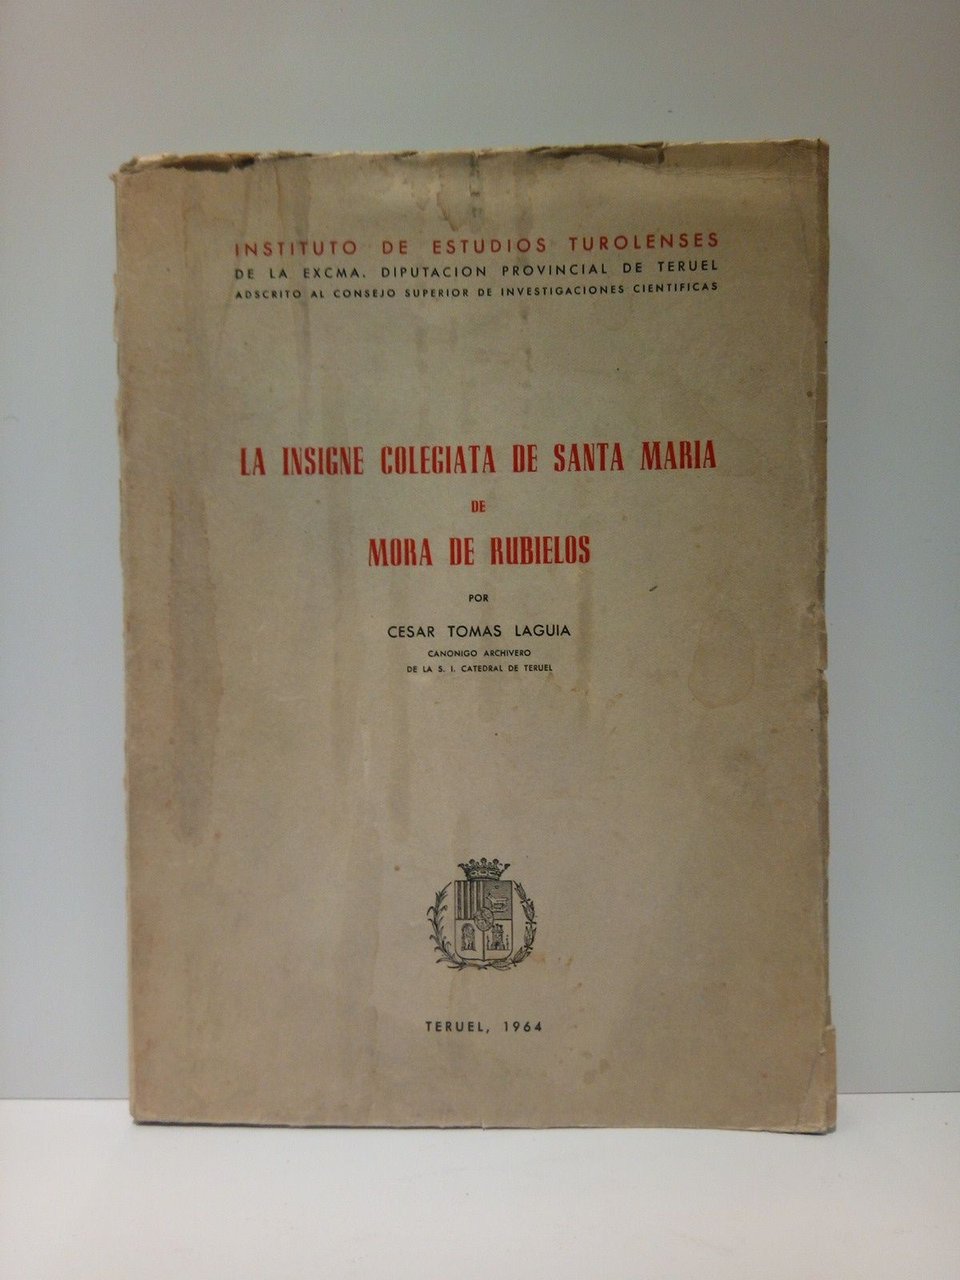 INSTITUTO DE ESTUDIOS TUROLENSES
DE LA EXCMA. DIPUTACION PROVINCIAL DE TERUEL
ADSCRITO AL CONSEJO SUPERIOR DE INVESTIGACIONES CIENTIFICAS
LA INSIGNE COLEGIATA DE SANTA MARIA
DE
MORA DE RUBIELOS
POR
CESAR TOMAS LAGUIA
CANONIGO ARCHIVERO
DE LA S. I. CATEDRAL DE TERUEL
TERUEL, 1964